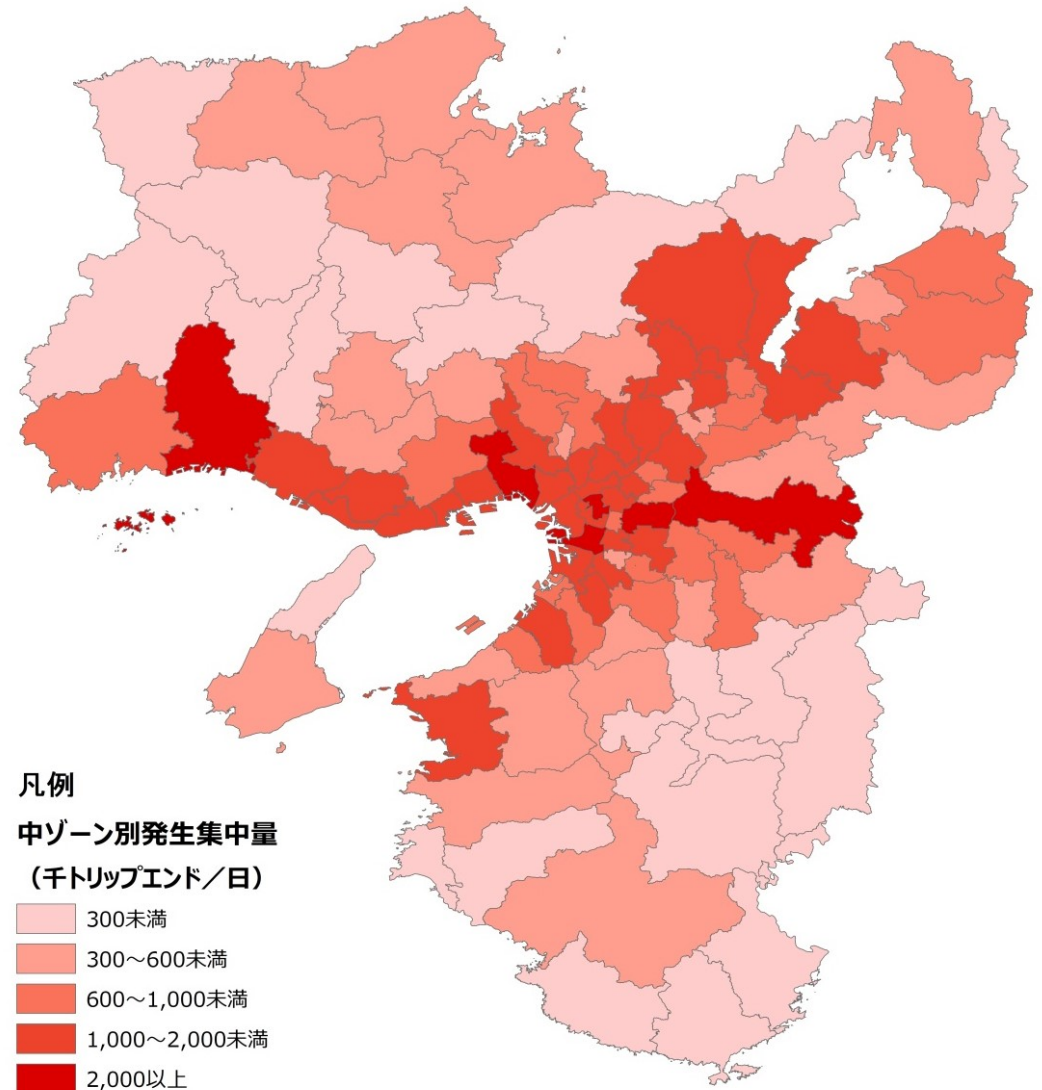 凡例
中ゾーン別発生集中量
（千トリップエンド／日）
300未満
300～600未満
600～1,000未満
1,000～2,000未満
2,000以上